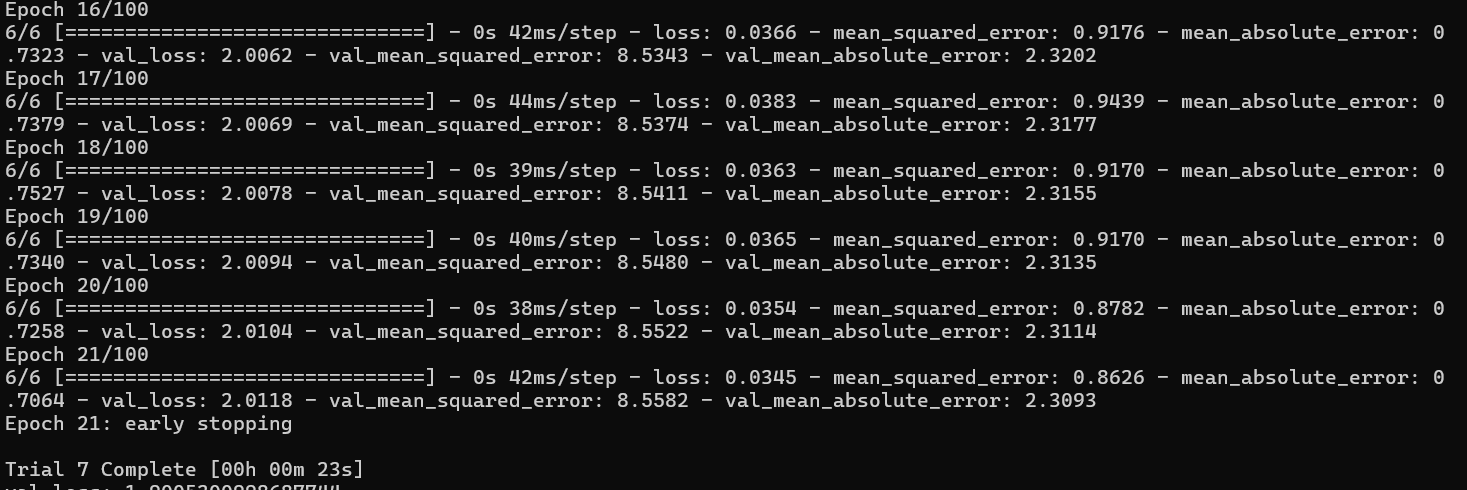 Epoch 16/100
6/6 [==============================] - 0s 42ms/step - loss: 0.0366 - mean_squared_error: 0.9176 - mean_absolute_error: 0
.7323 - val_loss: 2.0062 - val_mean_squared_error: 8.5343 - val_mean_absolute_error: 2.3202
Epoch 17/100
6/6 [==============================] - 0s 44ms/step - loss: 0.0383 - mean_squared_error: 0.9439 - mean_absolute_error: 0
.7379 - val_loss: 2.0069 - val_mean_squared_error: 8.5374 - val_mean_absolute_error: 2.3177
Epoch 18/100
6/6 [==============================] - 0s 39ms/step - loss: 0.0363 - mean_squared_error: 0.9170 - mean_absolute_error: 0
.7527 - val_loss: 2.0078 - val_mean_squared_error: 8.5411 - val_mean_absolute_error: 2.3155
Epoch 19/100
6/6 [==============================] - 0s 40ms/step - loss: 0.0365 - mean_squared_error: 0.9170 - mean_absolute_error: 0
.7340 - val_loss: 2.0094 - val_mean_squared_error: 8.5480 - val_mean_absolute_error: 2.3135
Epoch 20/100
6/6 [==============================] - 0s 38ms/step - loss: 0.0354 - mean_squared_error: 0.8782 - mean_absolute_error: 0
.7258 - val_loss: 2.0104 - val_mean_squared_error: 8.5522 - val_mean_absolute_error: 2.3114
Epoch 21/100
6/6 [==============================] - 0s 42ms/step - loss: 0.0345 - mean_squared_error: 0.8626 - mean_absolute_error: 0
.7064 - val_loss: 2.0118 - val_mean_squared_error: 8.5582 - val_mean_absolute_error: 2.3093
Epoch 21: early stopping
Trial 7 Complete [00h 00m 23s]
val_loss: